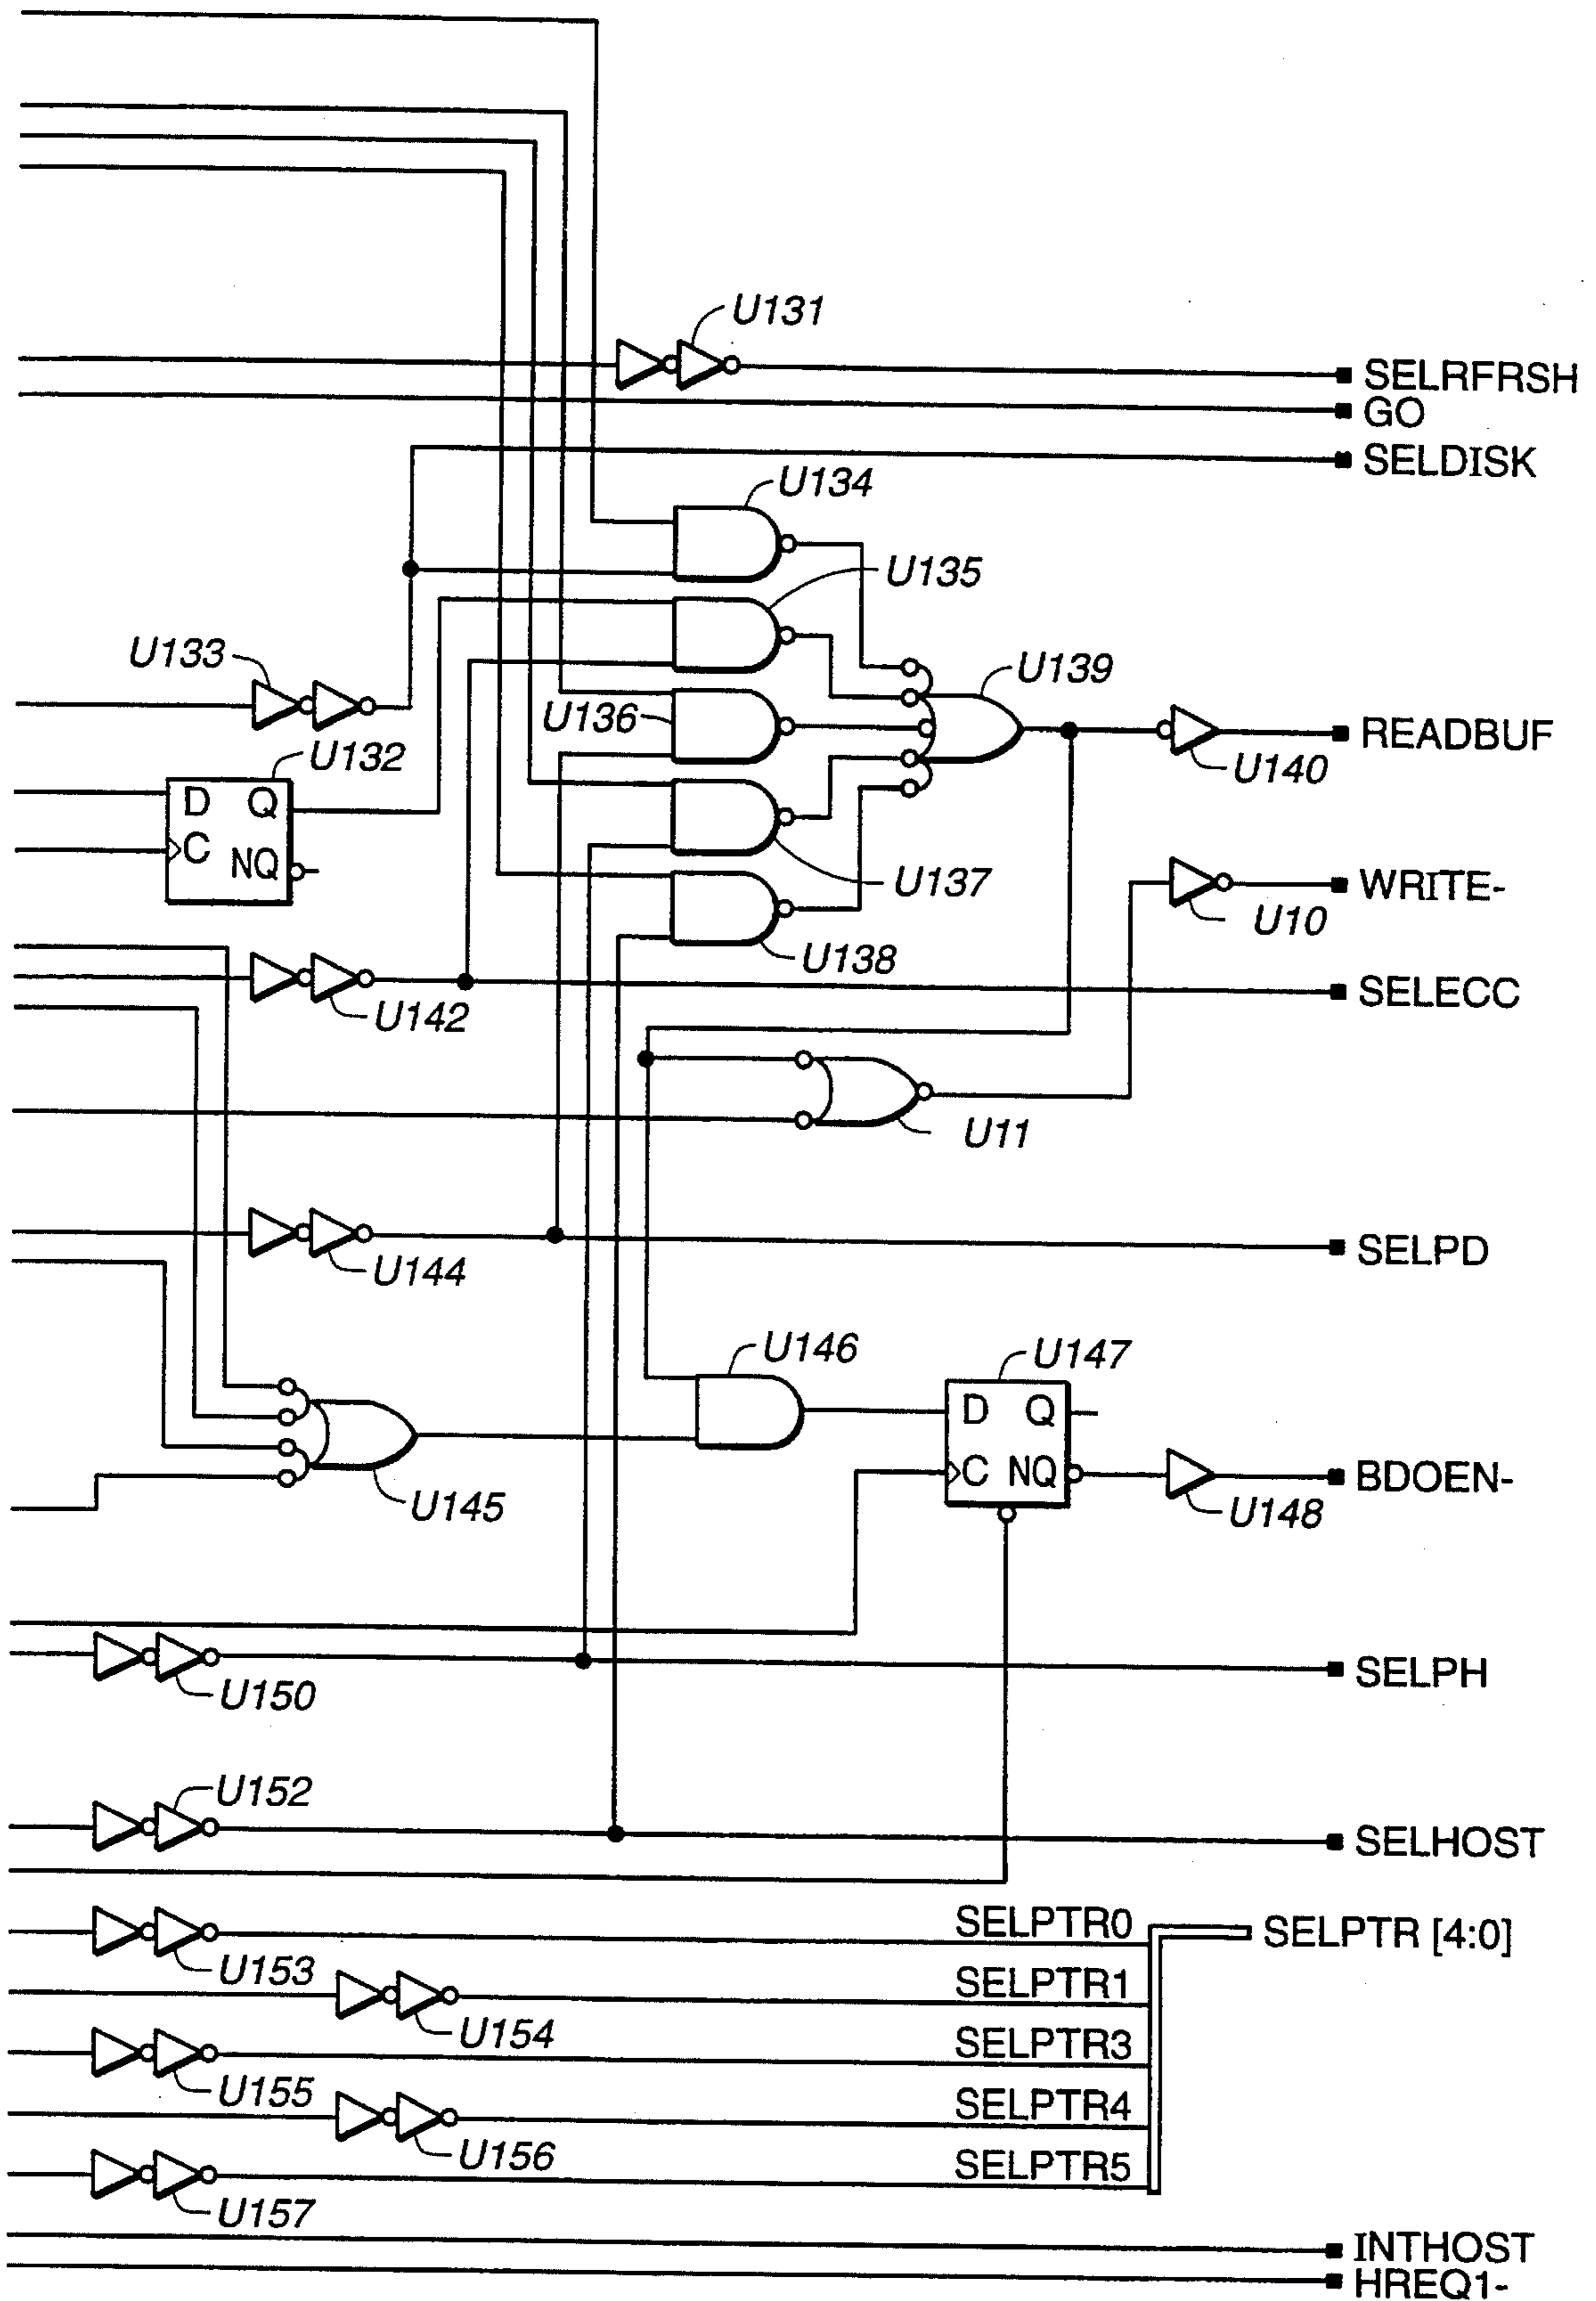 U131
SELRFRSH
GO
SELDISK
U134
U135
U133
U139
U136
READBUF
U132
U140
D Q
C
NQ
U137
WRITE-
U10
U138
SELECC
U142
U11
SELPD
U144
U146
U147
D Q
C NQ
BDOEN-
U145
U148
SELPH
U150
U152
SELHOST
SELPTR0
SELPTR [4:0]
U153
SELPTR1
U154
SELPTR3
U155
SELPTR4
U156
SELPTR5
U157
INTHOST
HREQ1-